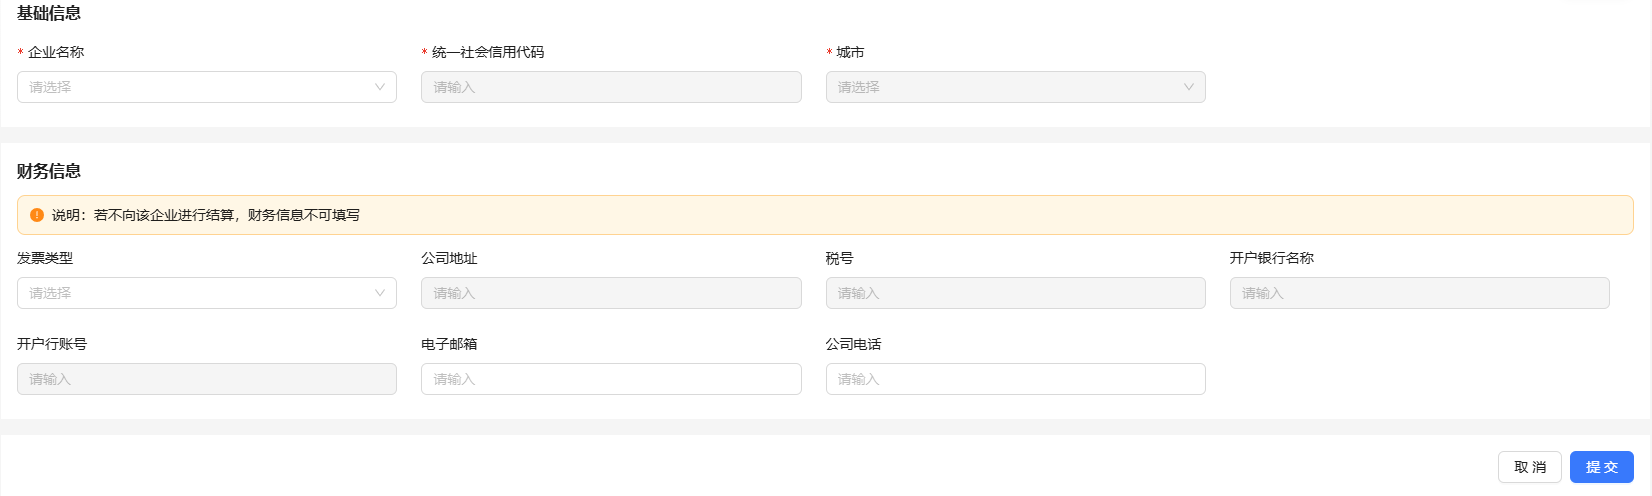 基础信息
* 企业名称 * 统一社会信用代码 * 城市
请选择 请输入 请选择
财务信息
说明：若不向该企业进行结算，财务信息不可填写
发票类型 公司地址 税号 开户银行名称
请选择 请输入 请输入 请输入
开户行账号 电子邮箱 公司电话
请输入 请输入 请输入
取消 提交